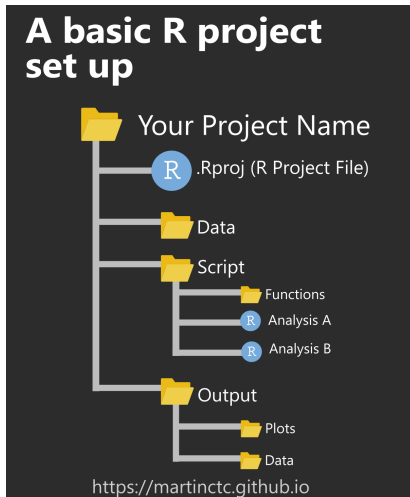 A basic R project
set up
Your Project Name
R
.Rproj (R Project File)
Data
Script
Functions
R
Analysis A
R
Analysis B
Output
Plots
Data
https://martinctc.github.io